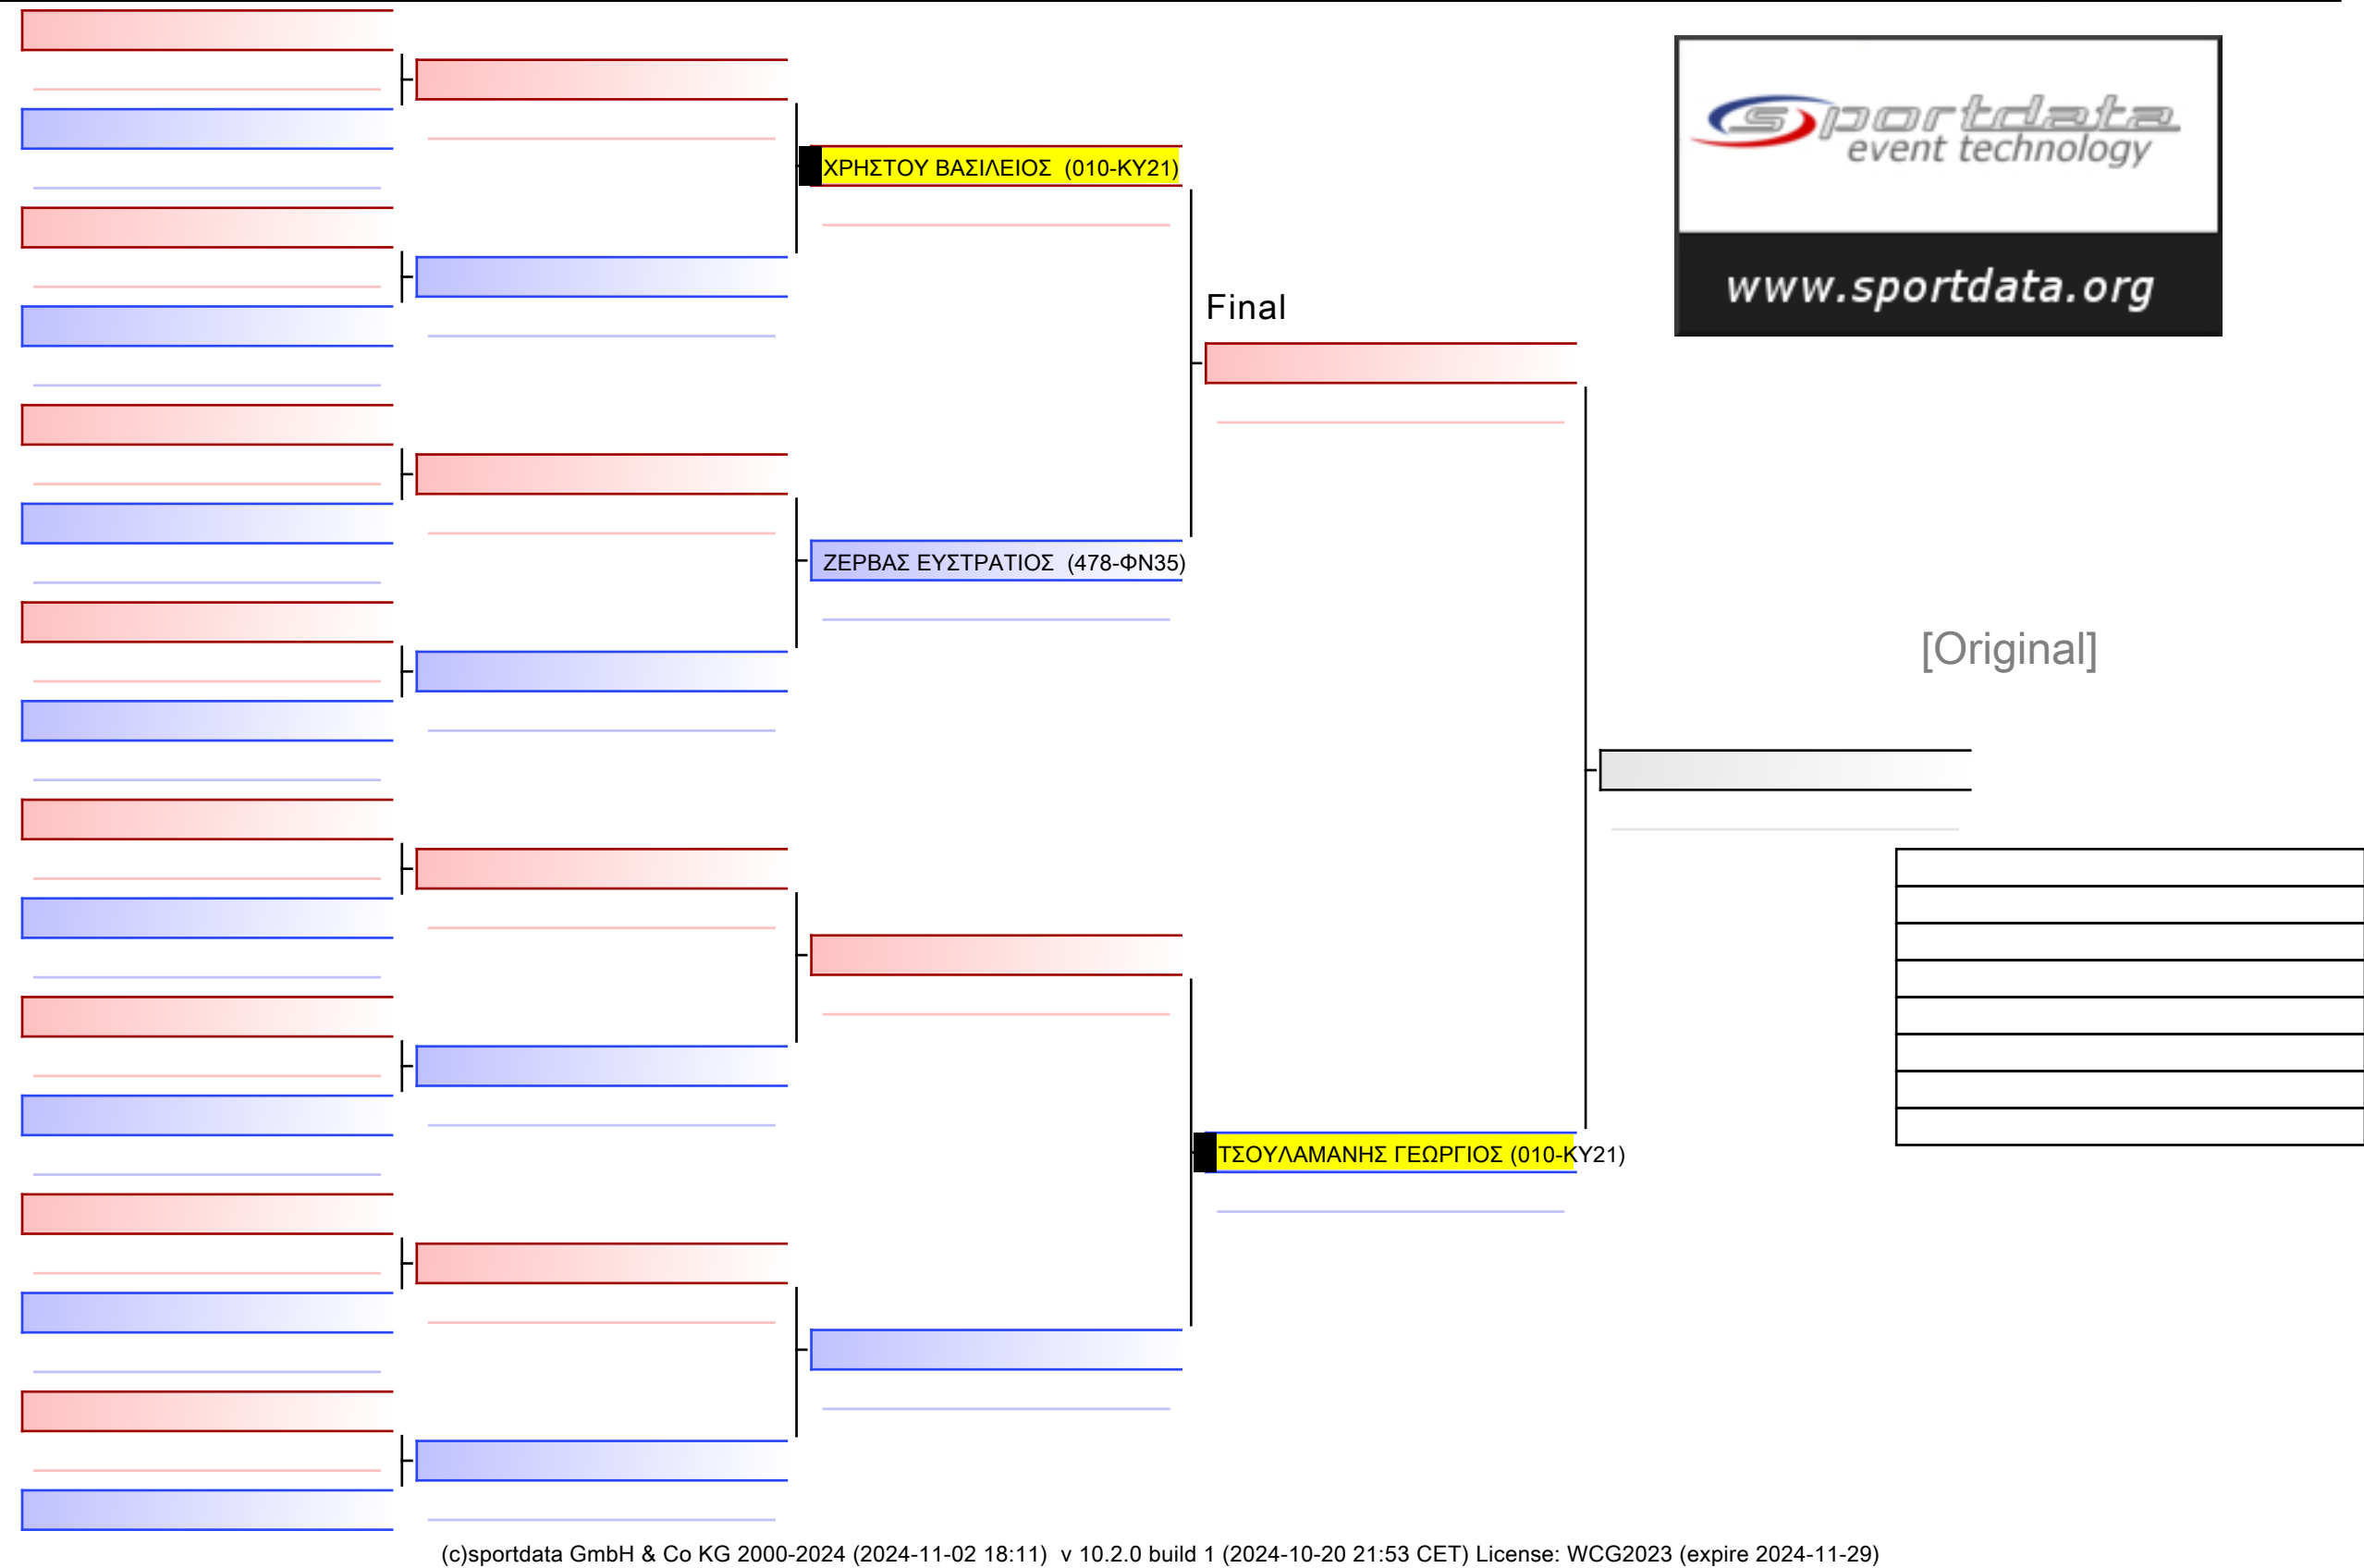 sportdata
event technology
www.sportdata.org
ΧΡΗΣΤΟΥ ΒΑΣΙΛΕΙΟΣ (010-ΚΥ21)
Final
ΖΕΡΒΑΣ ΕΥΣΤΡΑΤΙΟΣ (478-ΦΝ35)
[Original]
ΤΣΟΥΛΑΜΑΝΗΣ ΓΕΩΡΓΙΟΣ (010-ΚΥ21)
(c)sportdata GmbH & Co KG 2000-2024 (2024-11-02 18:11) v 10.2.0 build 1 (2024-10-20 21:53 CET) License: WCG2023 (expire 2024-11-29)